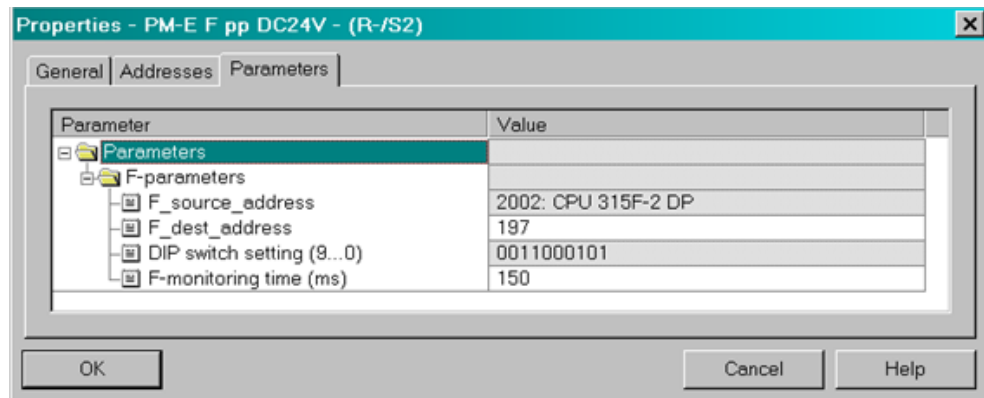 Properties - PM-E F pp DC24V - (R-/S2)
General Addresses Parameters
Parameter Value
Parameters
F-parameters
F_source_address 2002: CPU 315F-2 DP
F_dest_address 197
DIP switch setting (9...0) 0011000101
F-monitoring time (ms) 150
OK Cancel Help